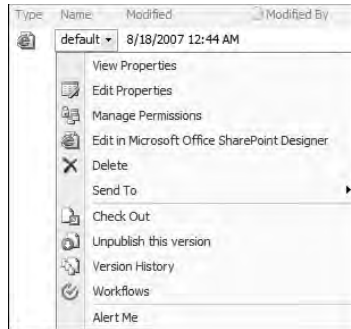 Type Name Modified Modified By
default 8/18/2007 12:44 AM
View Properties
Edit Properties
Manage Permissions
Edit in Microsoft Office SharePoint Designer
Delete
Send To
Check Out
Unpublish this version
Version History
Workflows
Alert Me